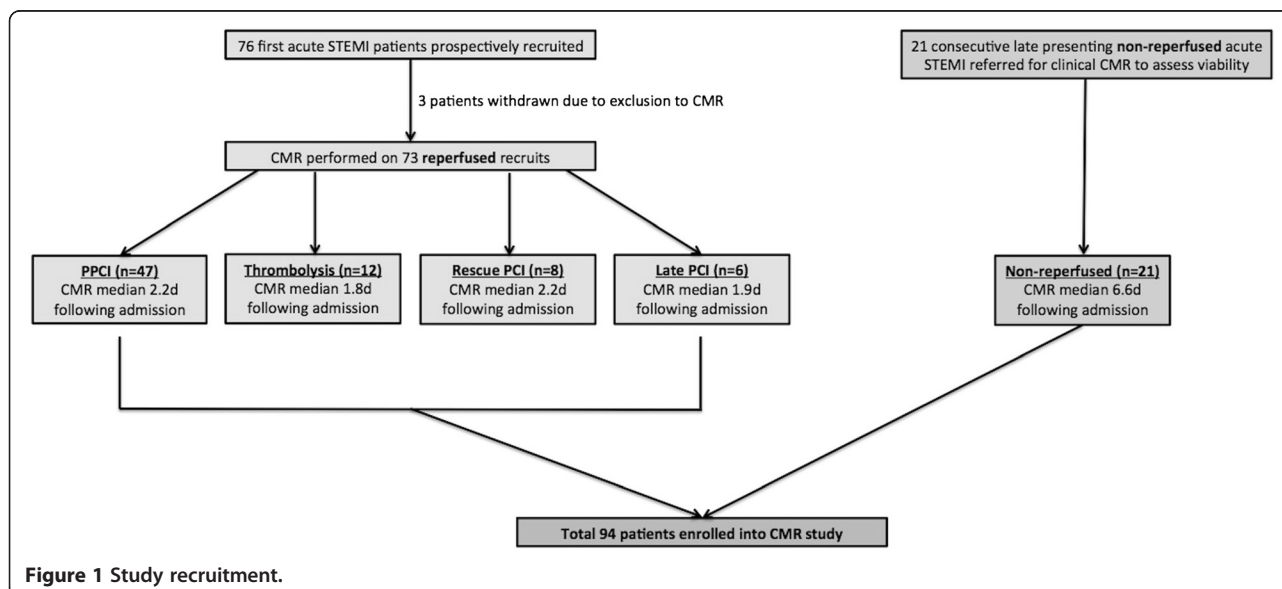 76 first acute STEMI patients prospectively recruited
21 consecutive late presenting non-reperfused acute
STEMI referred for clinical CMR to assess viability
3 patients withdrawn due to exclusion to CMR
CMR performed on 73 reperfused recruits
PPCI (n=47)
CMR median 2.2d
following admission
Thrombolysis (n=12)
CMR median 1.8d
following admission
Rescue PCI (n=8)
CMR median 2.2d
following admission
Late PCI (n=6)
CMR median 1.9d
following admission
Non-reperfused (n=21)
CMR median 6.6d
following admission
Total 94 patients enrolled into CMR study
Figure 1 Study recruitment.